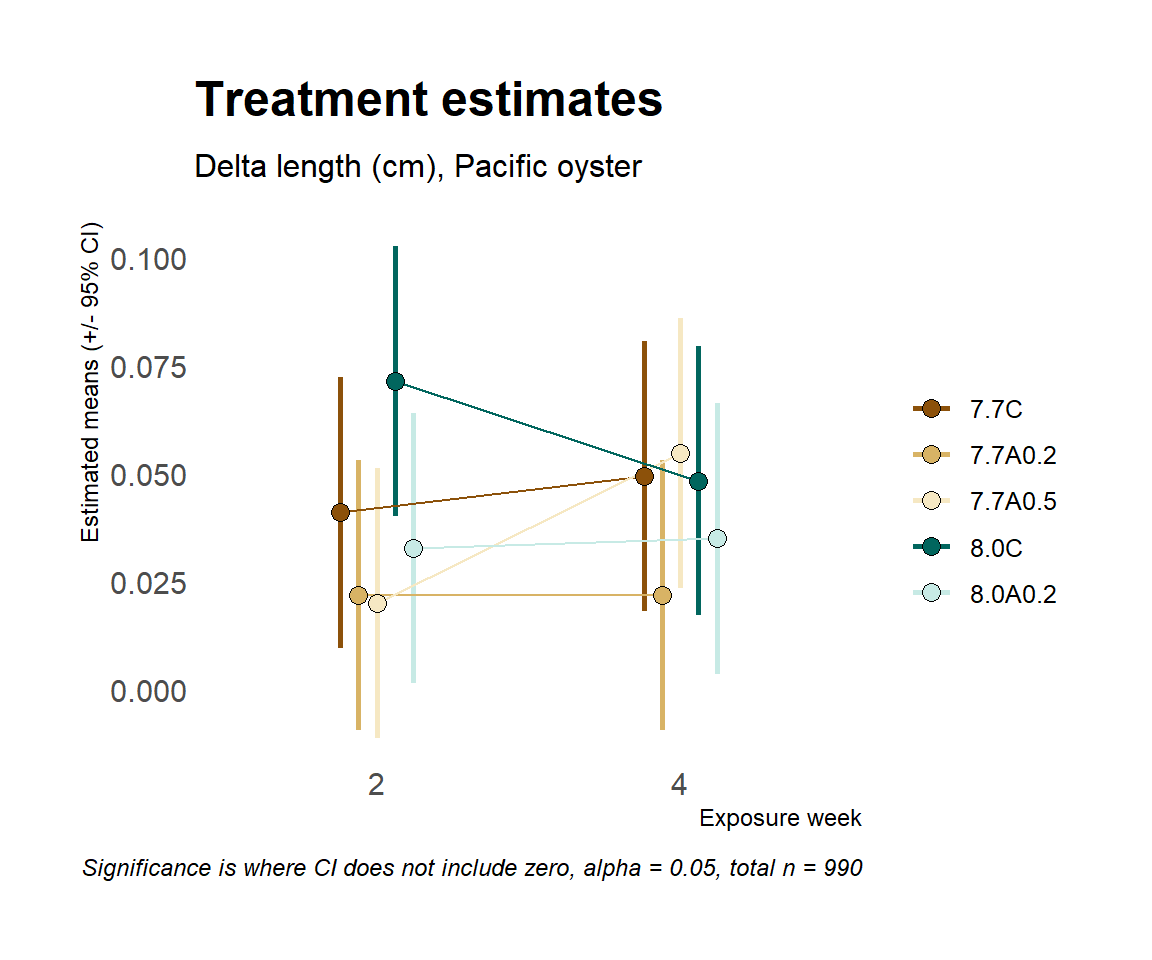 Treatment estimates
Delta length (cm), Pacific oyster
Estimated means (+/- 95% CI)
0.100
0.075
0.050
0.025
0.000
2
4
Exposure week
7.7C
7.7A0.2
7.7A0.5
8.0C
8.0A0.2
Significance is where CI does not include zero, alpha = 0.05, total n = 990